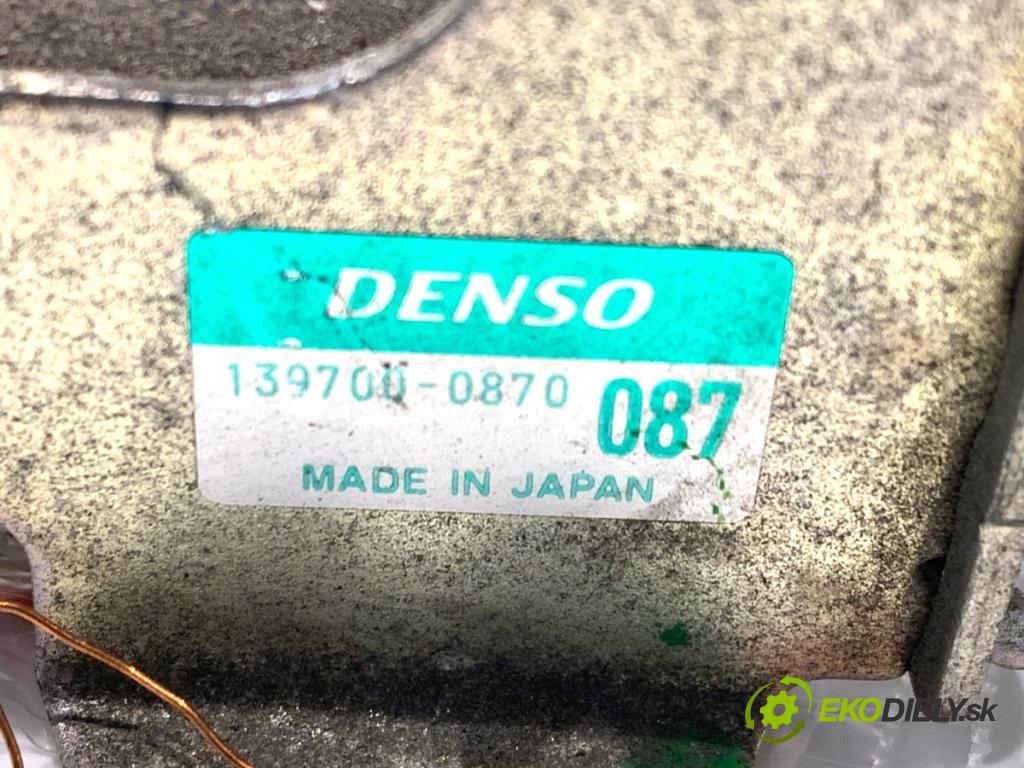 DENSO
139700-0870 087
MADE IN JAPAN
EKODIELY.sk